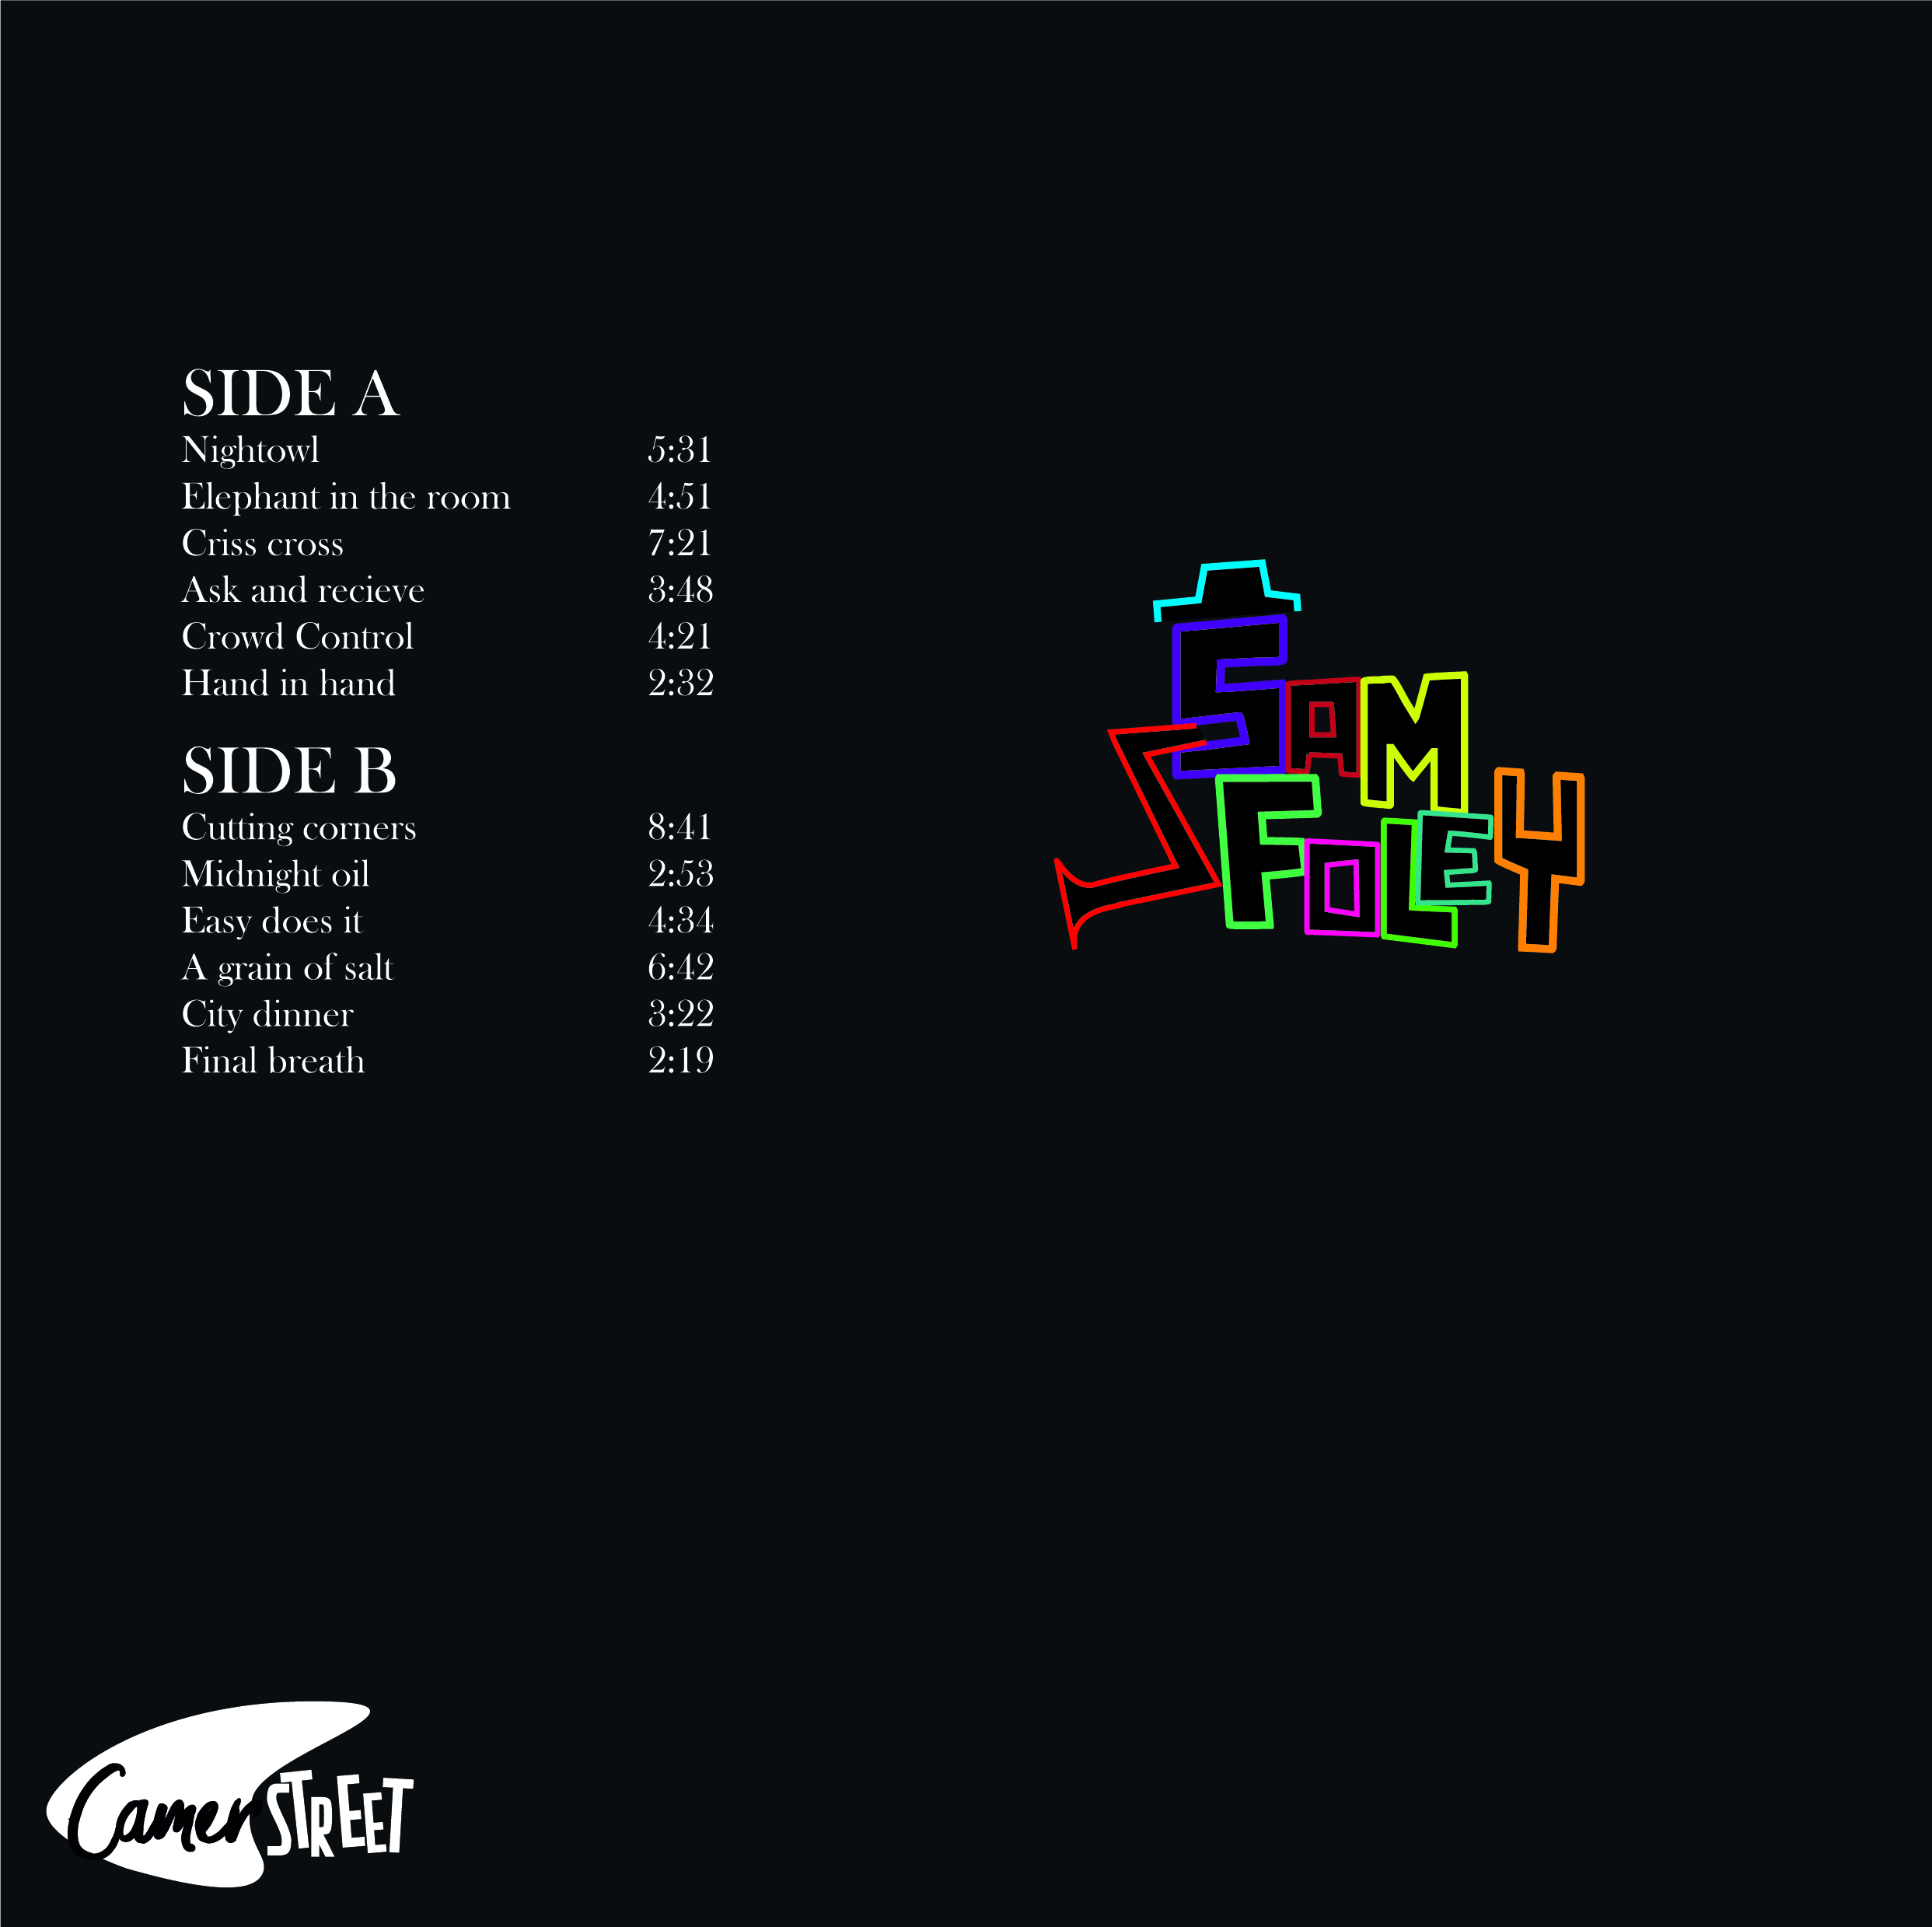 SIDE A
Nightowl 5:31
Elephant in the room 4:51
Criss cross 7:21
Ask and recieve 3:48
Crowd Control 4:21
Hand in hand 2:32
SIDE B
Cutting corners 8:41
Midnight oil 2:53
Easy does it 4:34
A grain of salt 6:42
City dinner 3:22
Final breath 2:19
SAM
FOLEY
Camer STREET